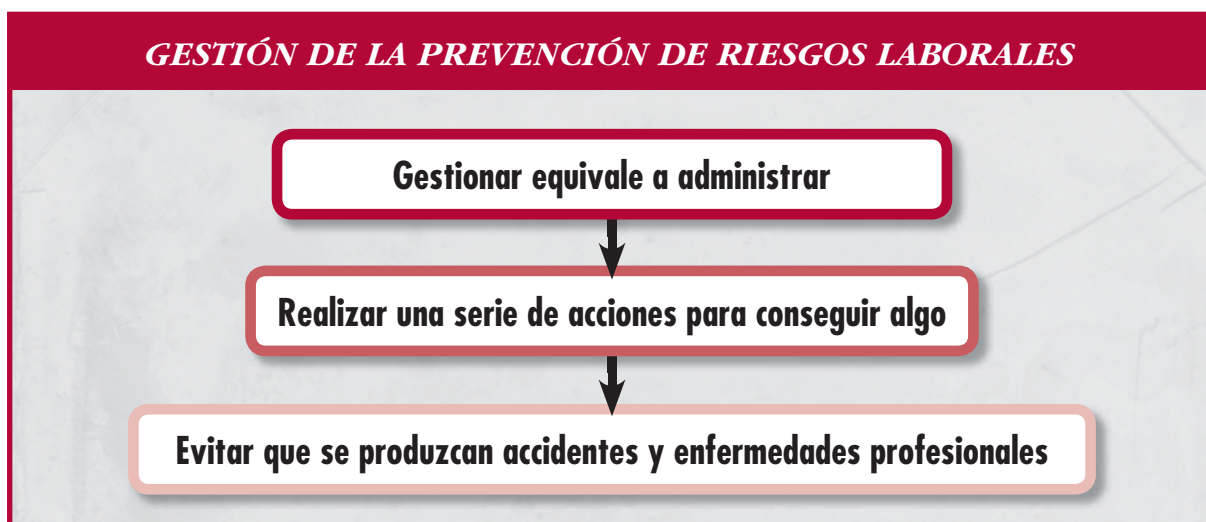 GESTIÓN DE LA PREVENCIÓN DE RIESGOS LABORALES
Gestionar equivale a administrar
Realizar una serie de acciones para conseguir algo
Evitar que se produzcan accidentes y enfermedades profesionales